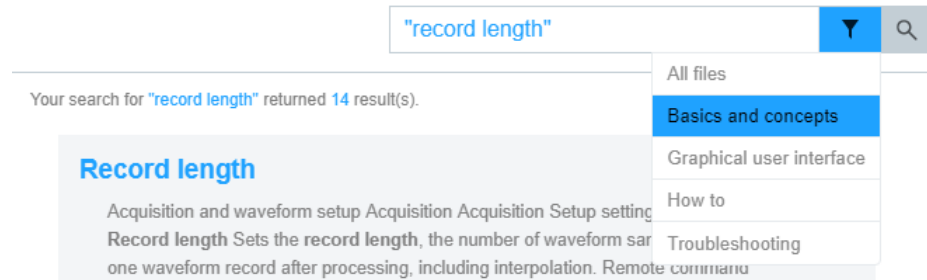 "record length"
All files
Basics and concepts
Graphical user interface
How to
Troubleshooting
Your search for "record length" returned 14 result(s).
Record length
Acquisition and waveform setup Acquisition Acquisition Setup setting
Record length Sets the record length, the number of waveform
one waveform record after processing, including interpolation. Remote command